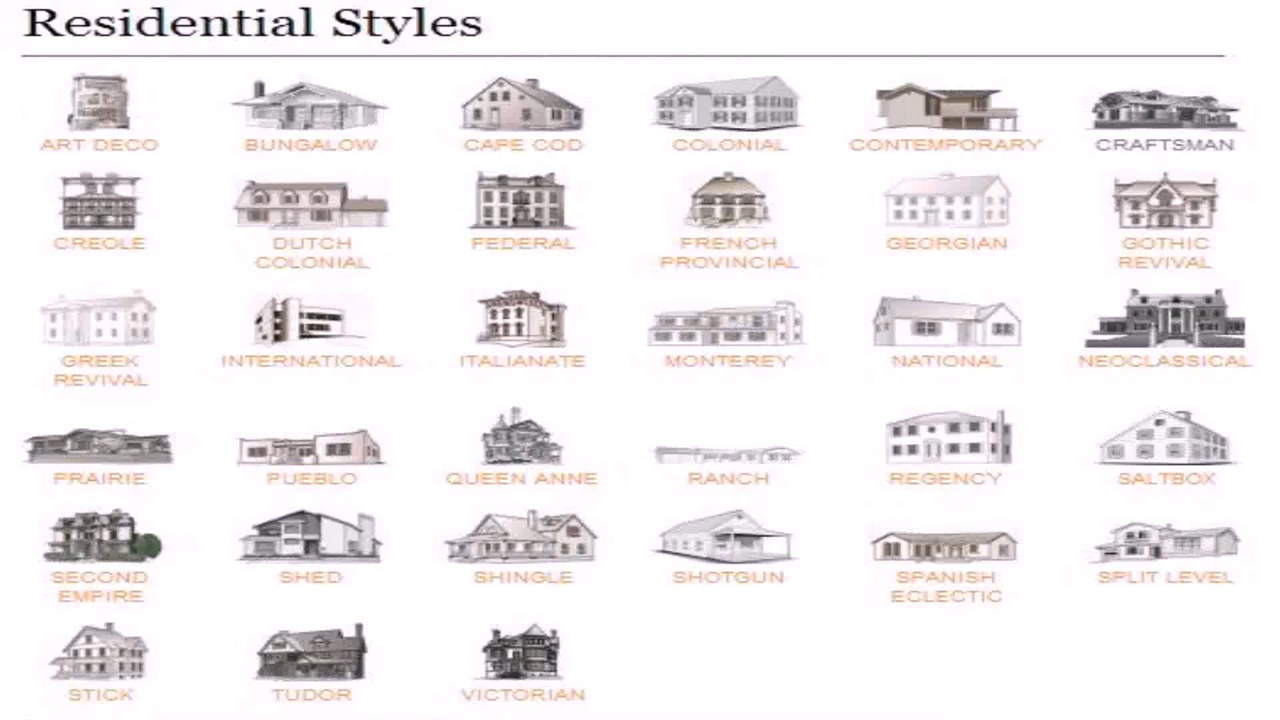 Residential Styles
ART DECO
BUNGALOW
CAPE COD
COLONIAL
CONTEMPORARY
CRAFTSMAN
CREOLE
DUTCH
COLONIAL
FEDERAL
FRENCH
PROVINCIAL
GEORGIAN
GOTHIC
REVIVAL
GREEK
REVIVAL
INTERNATIONAL
ITALIANATE
MONTEREY
NATIONAL
NEOCLASSICAL
PRAIRIE
PUEBLO
QUEEN ANNE
RANCH
REGENCY
SALTBOX
SECOND
EMPIRE
SHED
SHINGLE
SHOTGUN
SPANISH
ECLECTIC
SPLIT LEVEL
STICK
TUDOR
VICTORIAN